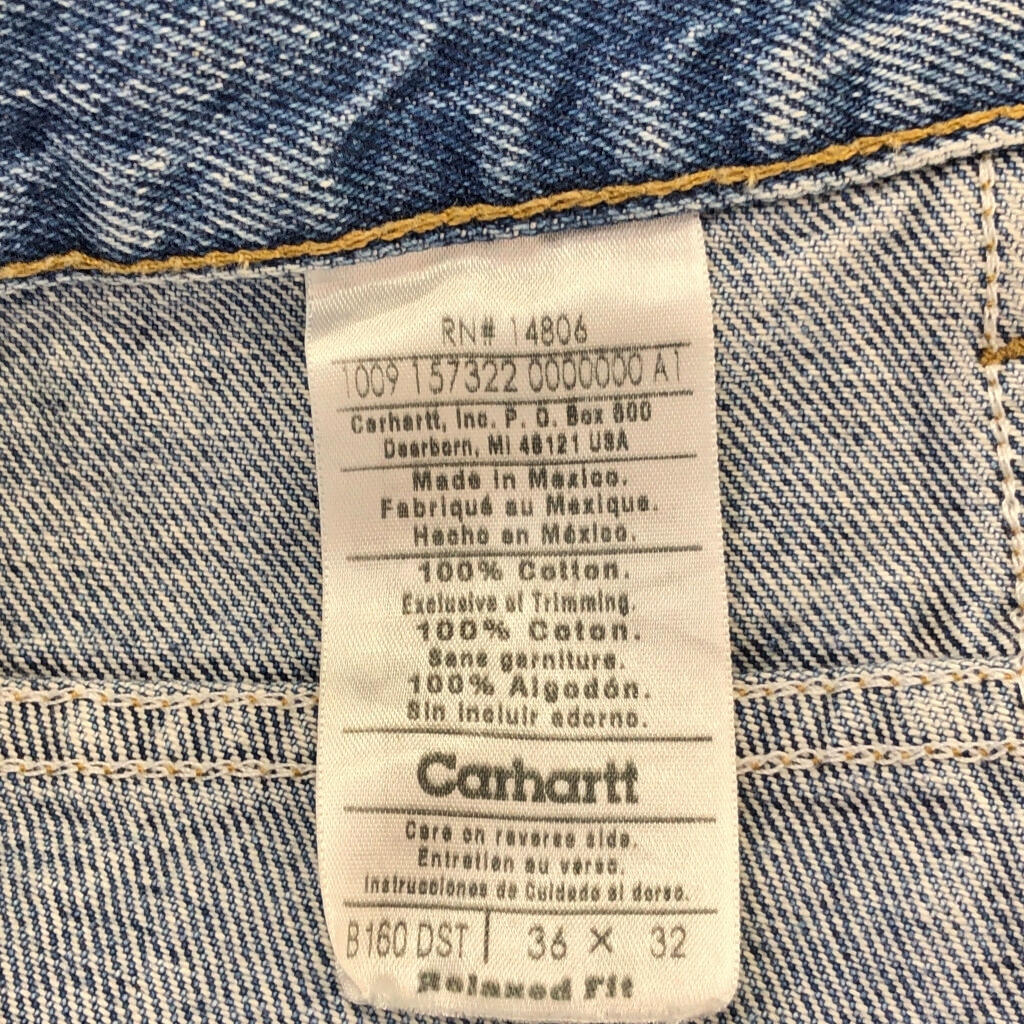 RN# 14806
1009 157322 0000000 A1
Carhartt, Inc. P. O. Box 600
Dearborn, MI 48121 USA
Made in Mexico.
Fabriqué au Mexique.
Hecho en México.
100% Cotton.
Exclusive of Trimming.
100% Coton.
Sans garniture.
100% Algodón.
Sin incluir adorno.
Carhartt
Care on reverse side.
Entretien au verso.
Instrucciones de Cuidado al dorso.
B160 DST | 36 X 32
Relaxed Fit